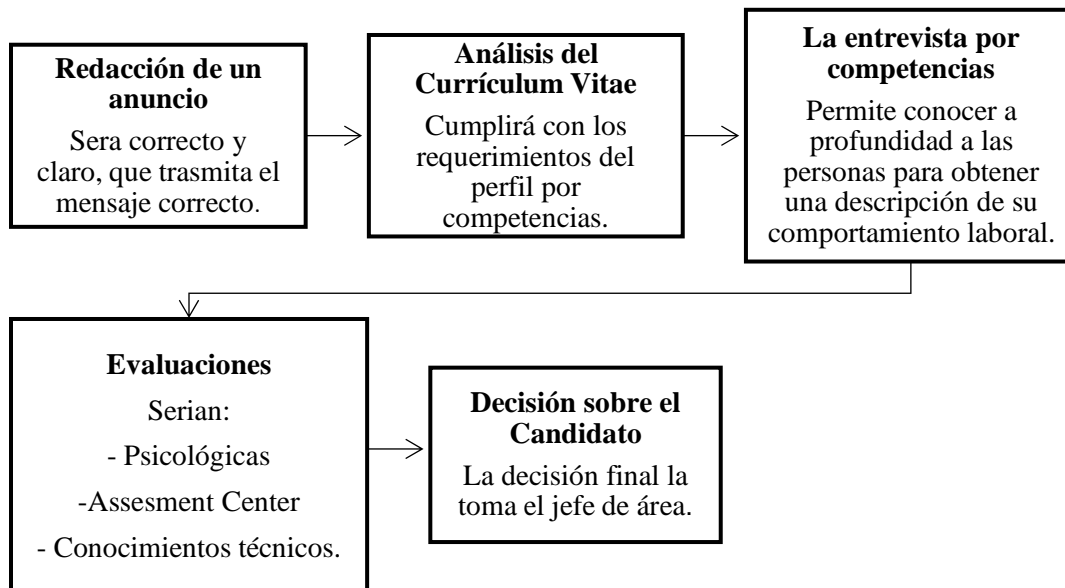 Redacción de un
anuncio
Sera correcto y
claro, que trasmita el
mensaje correcto.
Análisis del
Currículum Vitae
Cumplirá con los
requerimientos del
perfil por
competencias.
La entrevista por
competencias
Permite conocer a
profundidad a las
personas para obtener
una descripción de su
comportamiento laboral.
Evaluaciones
Serian:
- Psicológicas
-Assesment Center
- Conocimientos técnicos.
Decisión sobre el
Candidato
La decisión final la
toma el jefe de área.